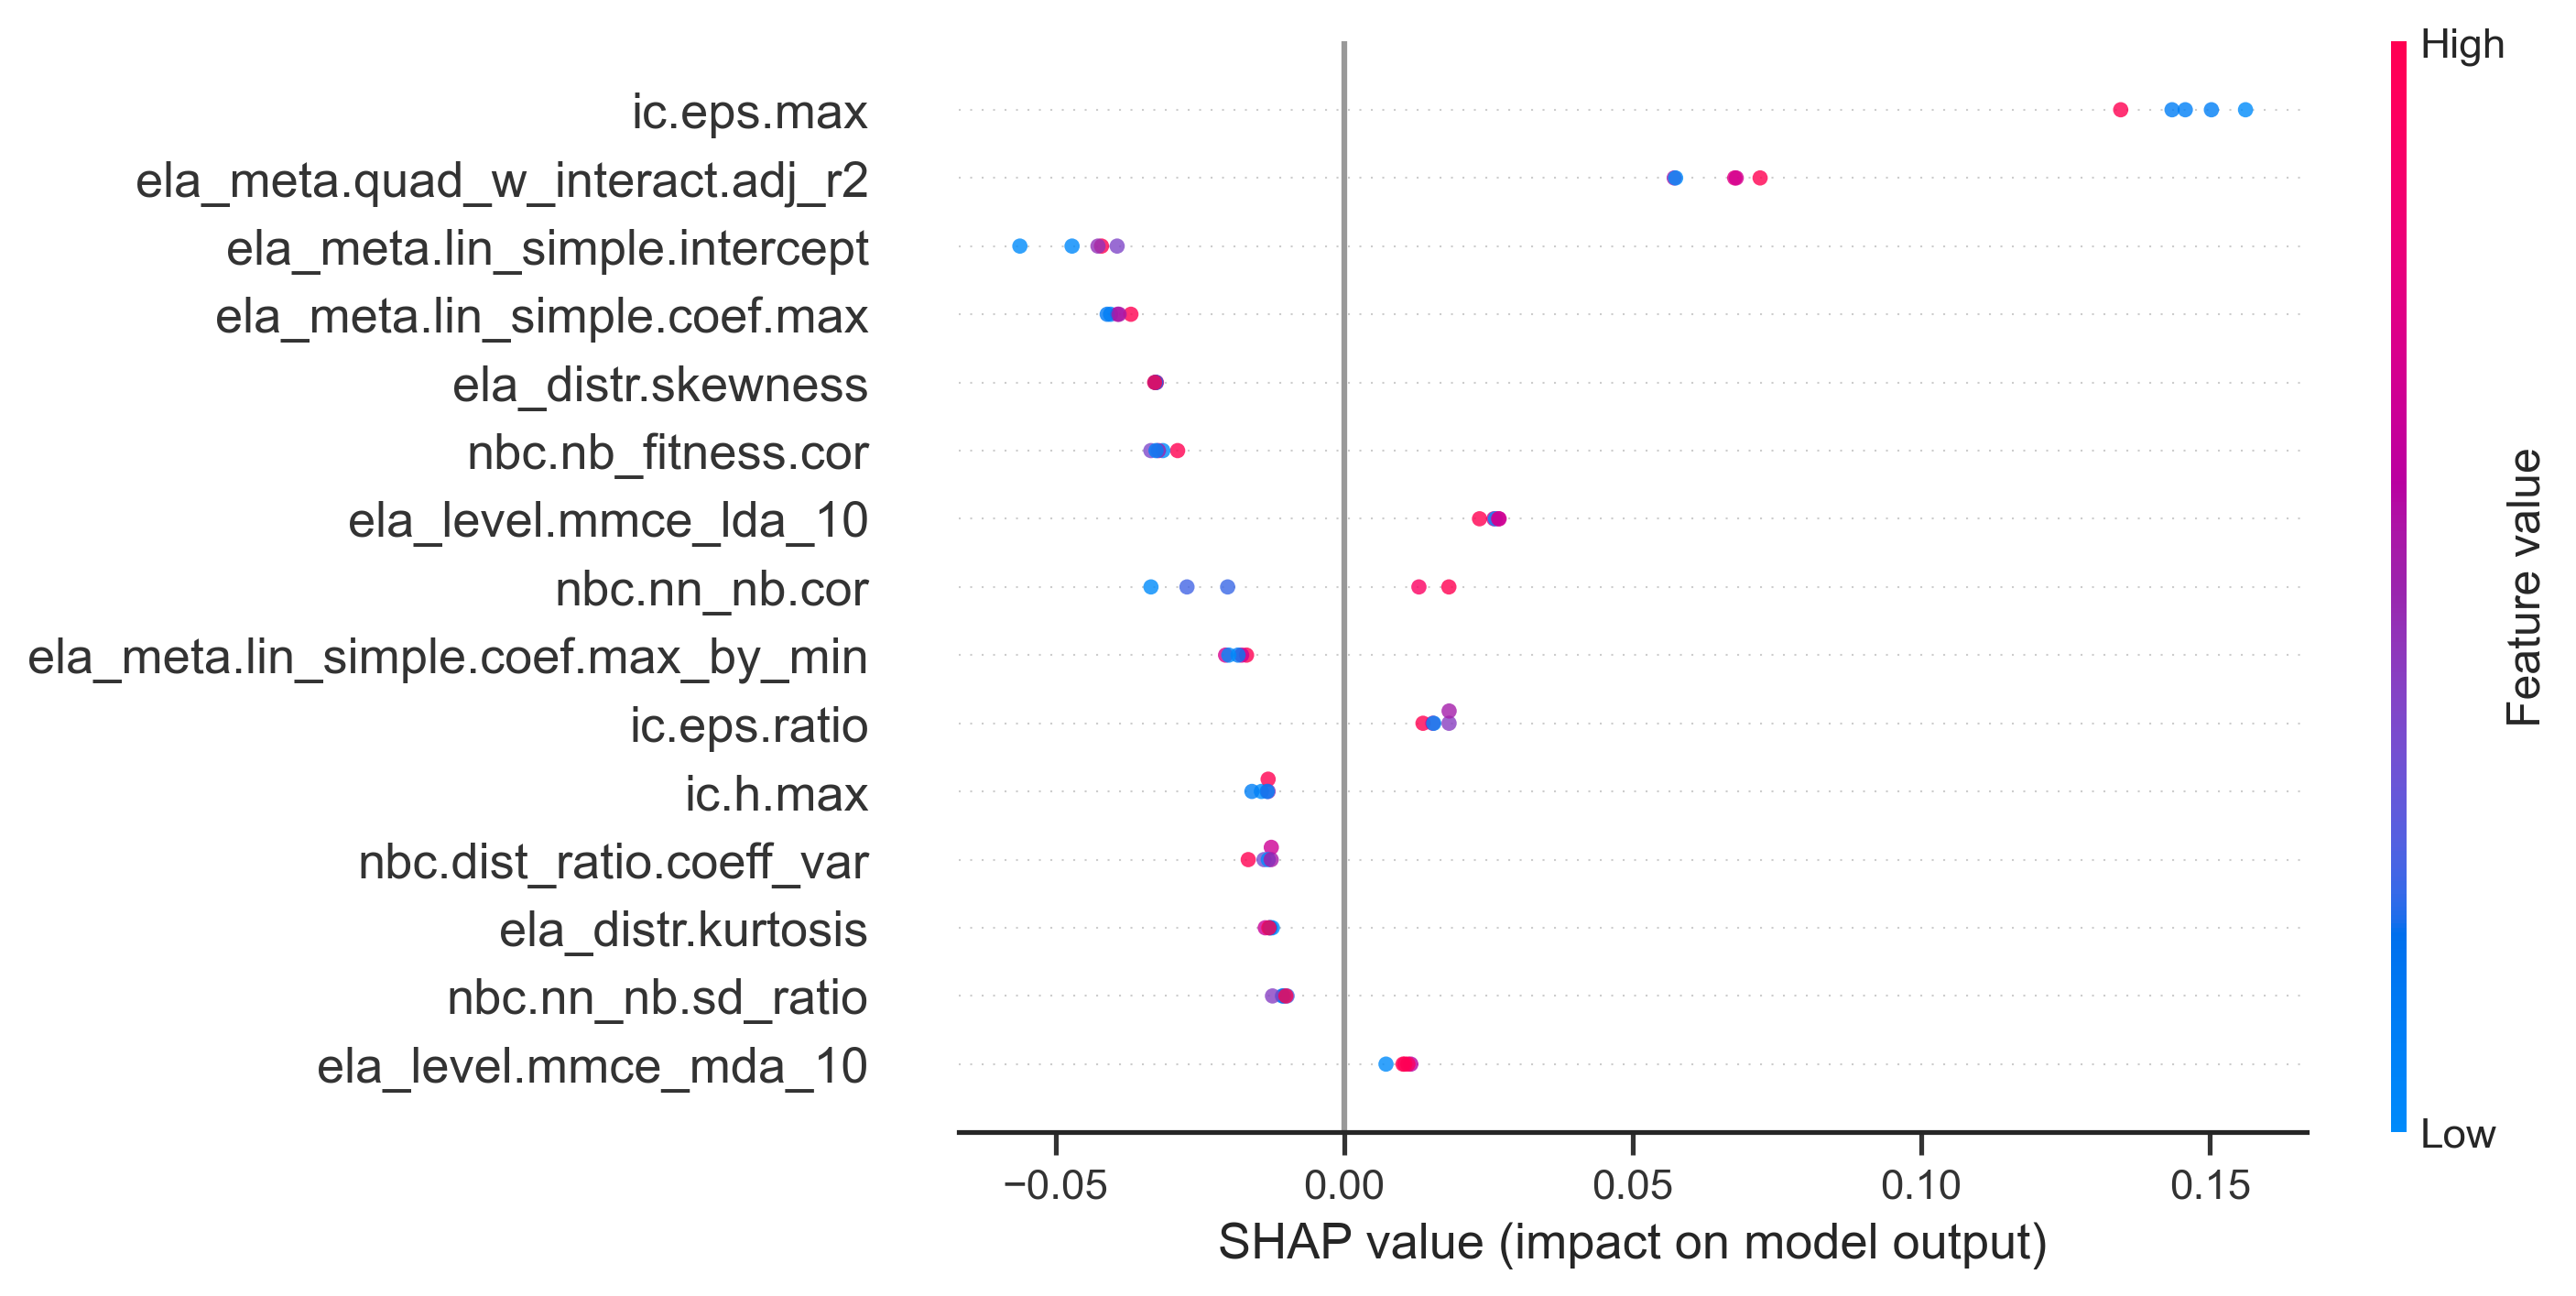 High
ic.eps.max
ela_meta.quad_w_interact.adj_r2
ela_meta.lin_simple.intercept
ela_meta.lin_simple.coef.max
ela_distr.skewness
nbc.nb_fitness.cor
ela_level.mmce_lda_10
nbc.nn_nb.cor
ela_meta.lin_simple.coef.max_by_min
ic.eps.ratio
ic.h.max
nbc.dist_ratio.coeff_var
ela_distr.kurtosis
nbc.nn_nb.sd_ratio
ela_level.mmce_mda_10
Feature value
Low
−0.05 0.00 0.05 0.10 0.15
SHAP value (impact on model output)